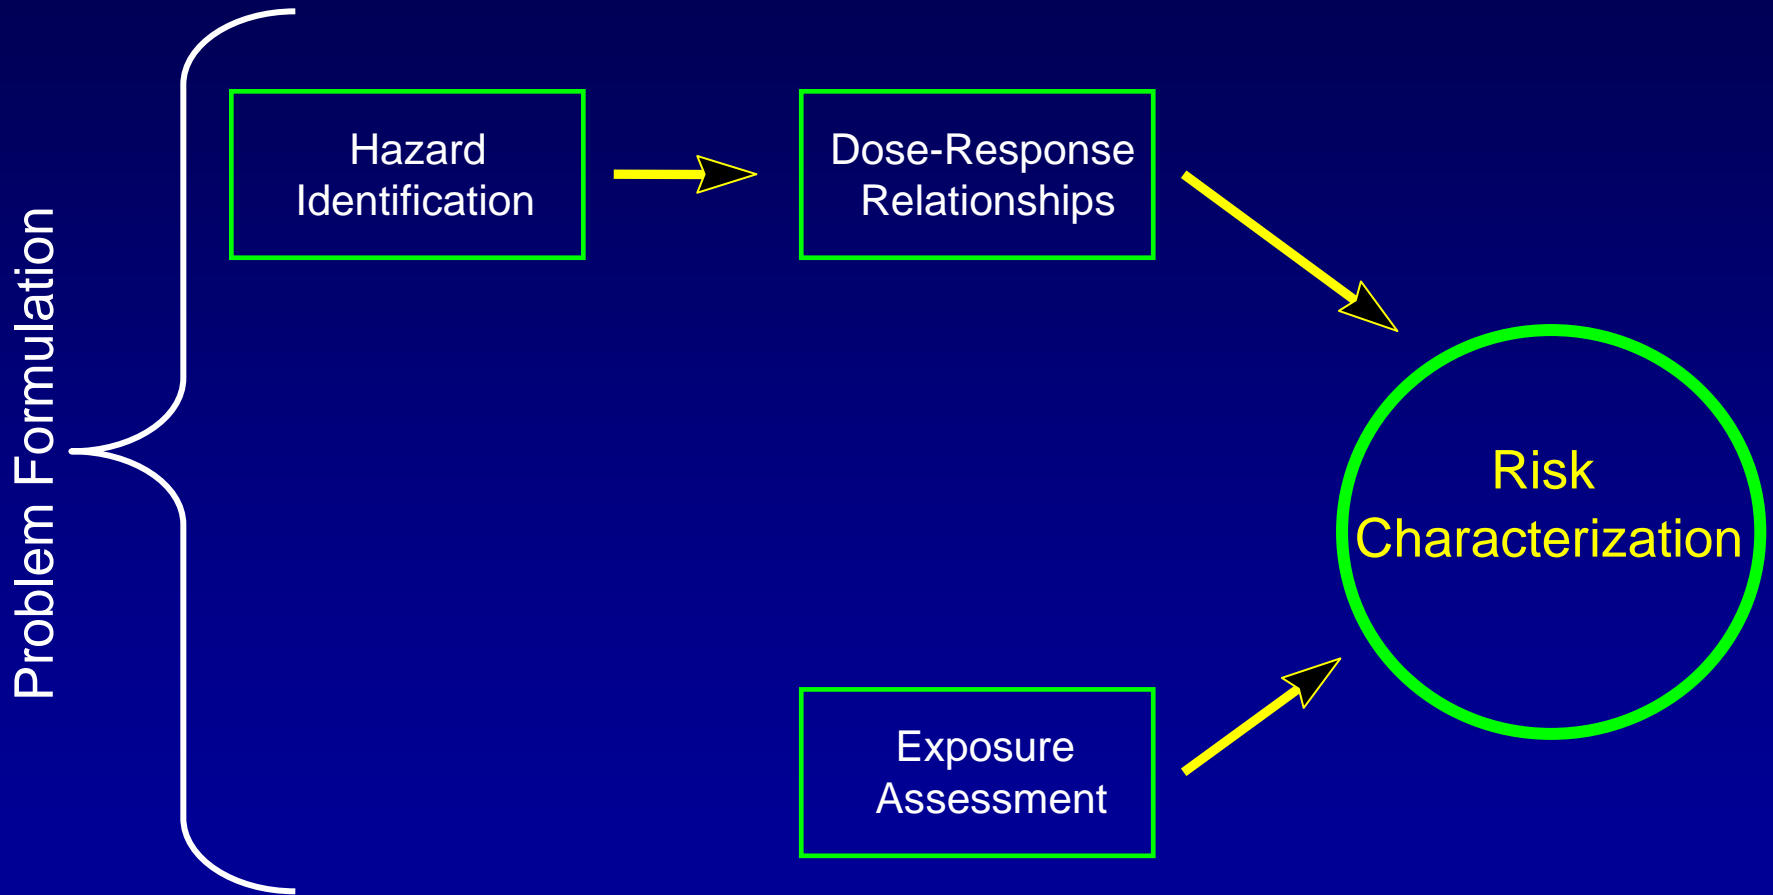 Problem Formulation
Hazard
Identification
Dose-Response
Relationships
Risk
Characterization
Exposure
Assessment